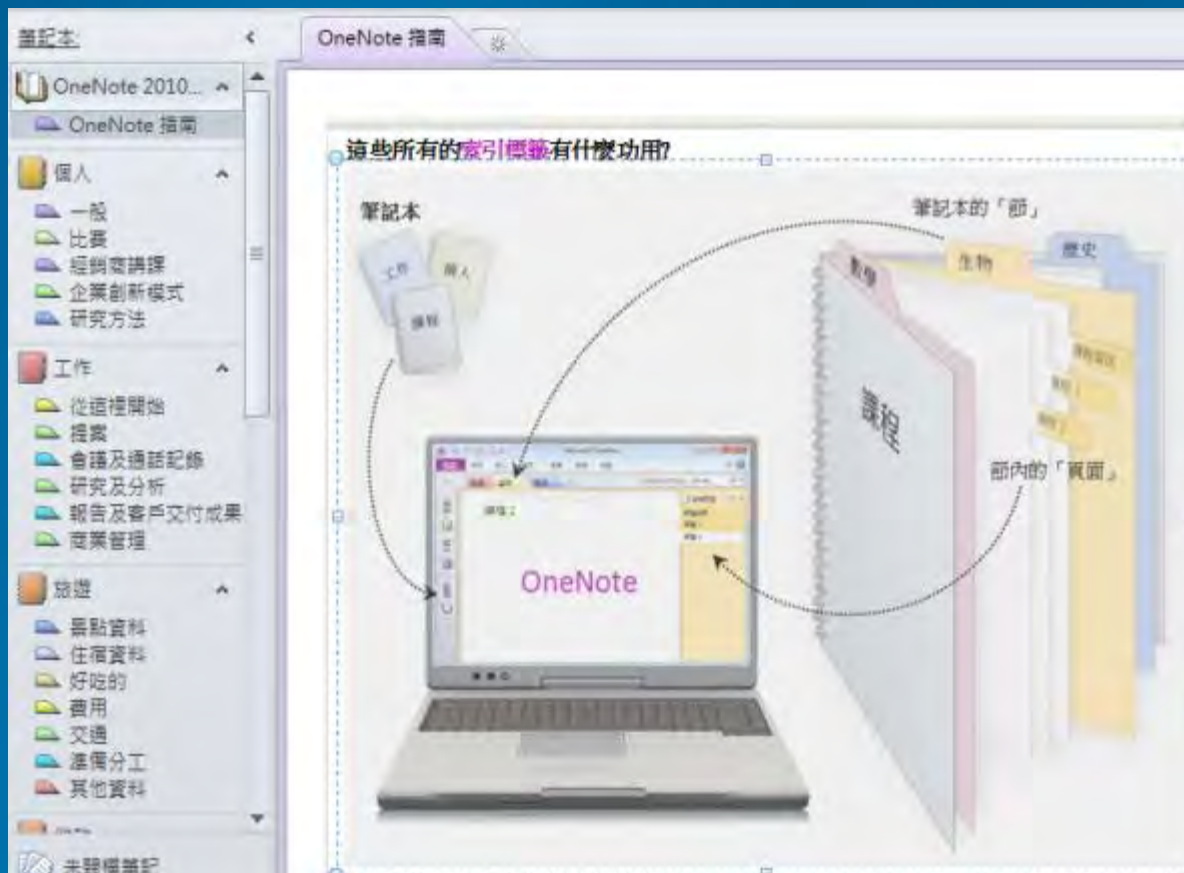 筆記本:
OneNote 2010...
OneNote 指南
個人
一般
比賽
經銷商講課
企業創新模式
研究方法
工作
從這裡開始
提案
會議及通話記錄
研究及分析
報告及客戶交付成果
商業管理
旅遊
景點資料
住宿資料
好吃的
費用
交通
準備分工
其他資料
未歸檔筆記
OneNote 指南
這些所有的索引標籤有什麼功用?
筆記本
工作
個人
課程
筆記本的「節」
數學
生物
歷史
課程
節內的「頁面」
課程 2
OneNote